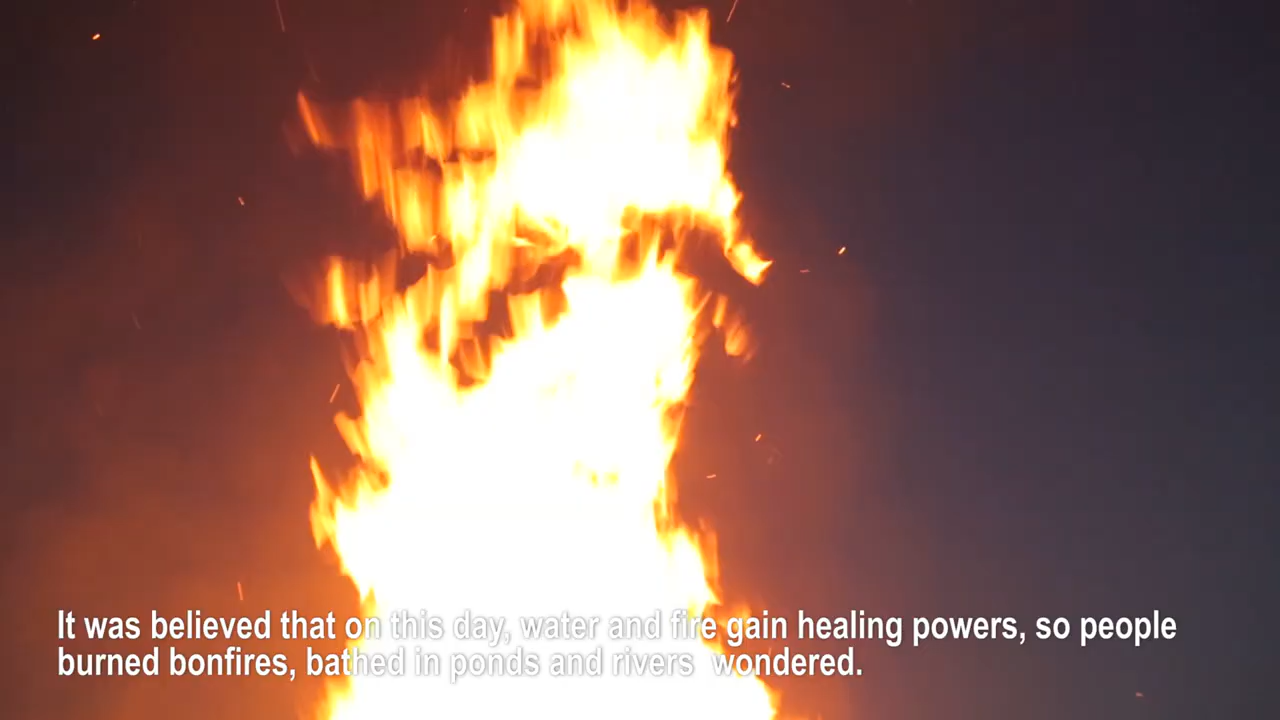 It was believed that on this day, water and fire gain healing powers, so people
burned bonfires, bathed in ponds and rivers  wondered.